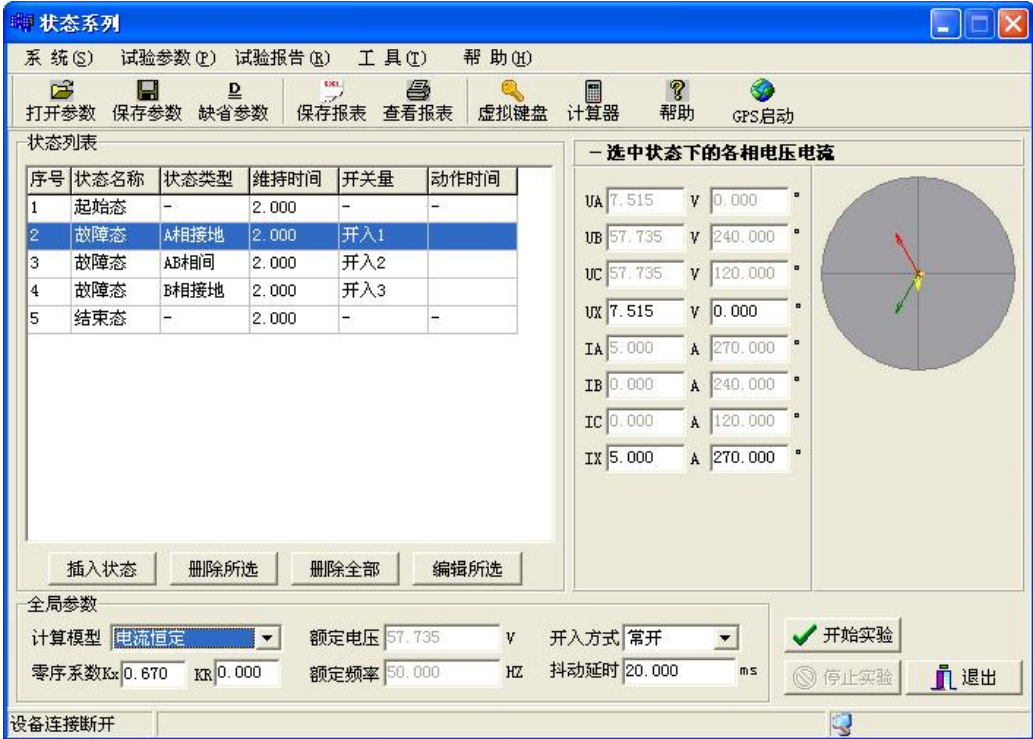 状态系列
系 统(S) 试验参数(P) 试验报告(R) 工 具(T) 帮 助(H)
打开参数 保存参数 缺省参数 保存报表 查看报表 虚拟键盘 计算器 帮助 GPS启动
状态列表
序号 状态名称 状态类型 维持时间 开关量 动作时间
1 起始态 - 2.000 - -
2 故障态 A相接地 2.000 开入1
3 故障态 AB相间 2.000 开入2
4 故障态 B相接地 2.000 开入3
5 结束态 - 2.000 - -
插入状态 删除所选 删除全部 编辑所选
－选中状态下的各相电压电流
UA 7.515 V 0.000 °
UB 57.735 V 240.000 °
UC 57.735 V 120.000 °
UX 7.515 V 0.000 °
IA 5.000 A 270.000 °
IB 0.000 A 240.000 °
IC 0.000 A 120.000 °
IX 5.000 A 270.000 °
全局参数
计算模型 电流恒定 额定电压 57.735 V 开入方式 常开
零序系数Kx 0.670 KR 0.000 额定频率 50.000 HZ 抖动延时 20.000 ms
开始实验
停止实验 退出
设备连接断开